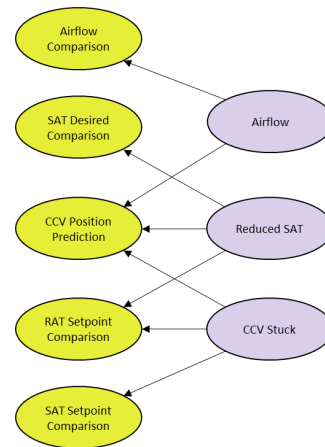 Airflow
Comparison
SAT Desired
Comparison
Airflow
CCV Position
Prediction
Reduced SAT
RAT Setpoint
Comparison
CCV Stuck
SAT Setpoint
Comparison